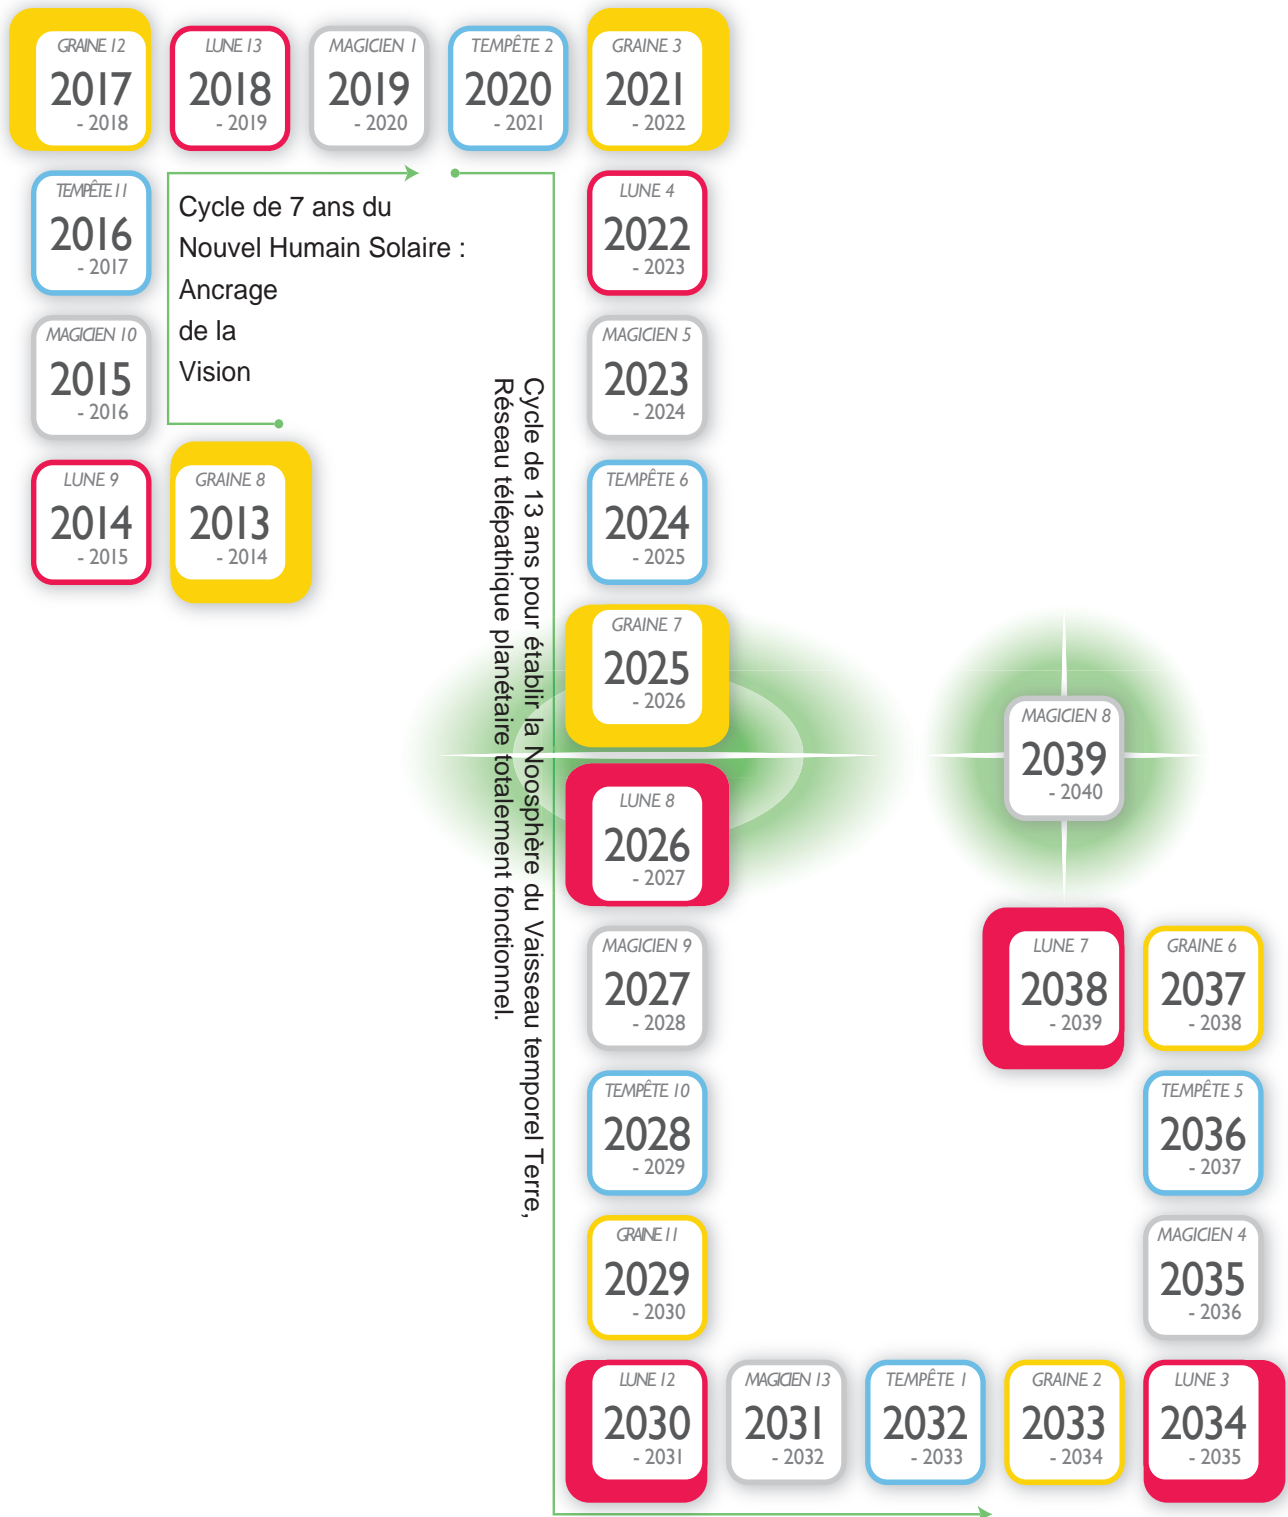 GRAINE 12
2017
- 2018
LUNE 13
2018
- 2019
MAGICIEN 1
2019
- 2020
TEMPÊTE 2
2020
- 2021
GRAINE 3
2021
- 2022
TEMPÊTE 11
2016
- 2017
Cycle de 7 ans du
Nouvel Humain Solaire :
Ancrage
de la
Vision
LUNE 4
2022
- 2023
MAGICIEN 10
2015
- 2016
MAGICIEN 5
2023
- 2024
LUNE 9
2014
- 2015
GRAINE 8
2013
- 2014
Cycle de 13 ans pour établir la Noosphère du Vaisseau temporel Terre,
Réseau télépathique planétaire totalement fonctionnel.
TEMPÊTE 6
2024
- 2025
GRAINE 7
2025
- 2026
LUNE 8
2026
- 2027
MAGICIEN 9
2027
- 2028
TEMPÊTE 10
2028
- 2029
GRAINE 11
2029
- 2030
LUNE 12
2030
- 2031
MAGICIEN 13
2031
- 2032
TEMPÊTE 1
2032
- 2033
GRAINE 2
2033
- 2034
LUNE 3
2034
- 2035
MAGICIEN 4
2035
- 2036
TEMPÊTE 5
2036
- 2037
GRAINE 6
2037
- 2038
LUNE 7
2038
- 2039
MAGICIEN 8
2039
- 2040